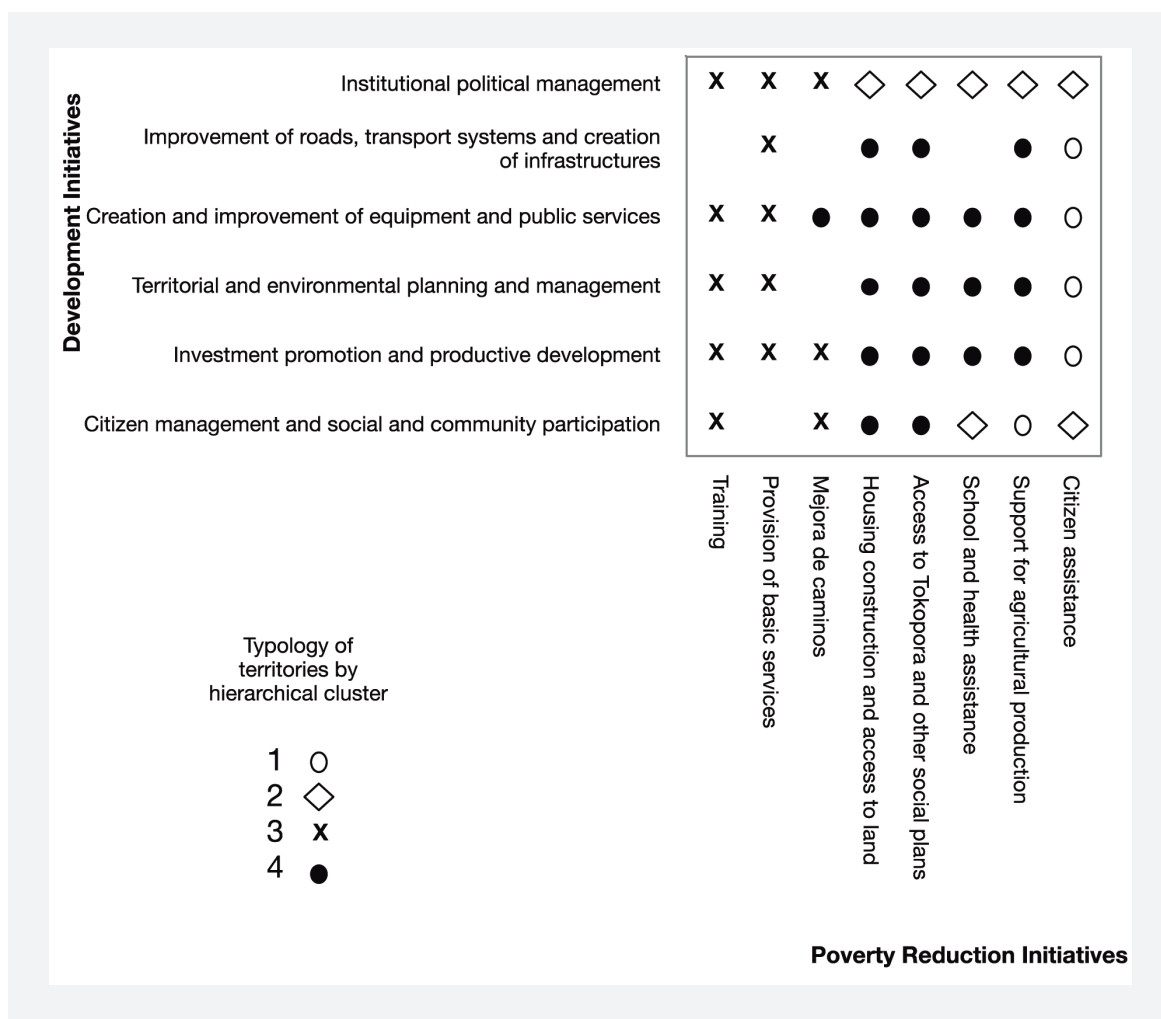 Development Initiatives
Institutional political management
Improvement of roads, transport systems and creation
of infrastructures
Creation and improvement of equipment and public services
Territorial and environmental planning and management
Investment promotion and productive development
Citizen management and social and community participation
X X X
X
X X
X X
X X X
X X
Training
Provision of basic services
Mejora de caminos
Housing construction and access to land
Access to Tokopora and other social plans
School and health assistance
Support for agricultural production
Citizen assistance
Typology of
territories by
hierarchical cluster
1
2
3 X
4
Poverty Reduction Initiatives